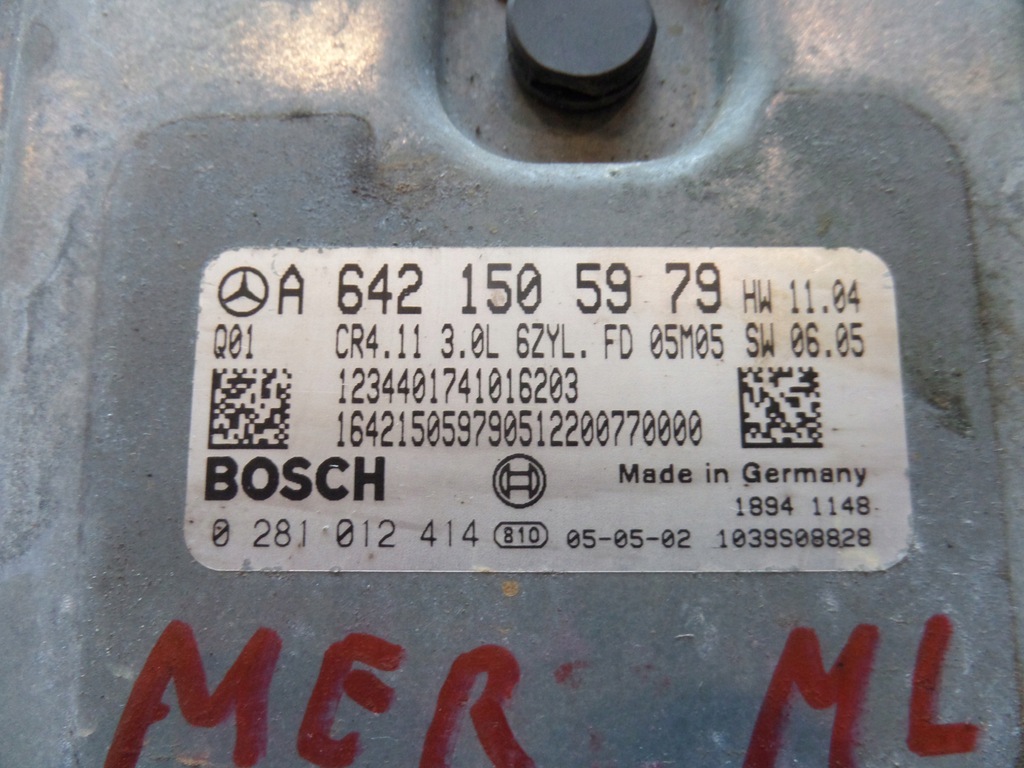 A 642 150 59 79 HW 11.04
Q01 CR4.11 3.0L 6ZYL. FD 05M05 SW 06.05
1234401741016203
164215059790512200770000
BOSCH Made in Germany
1894 1148
0 281 012 414 810 05-05-02 1039S08828
MER ML